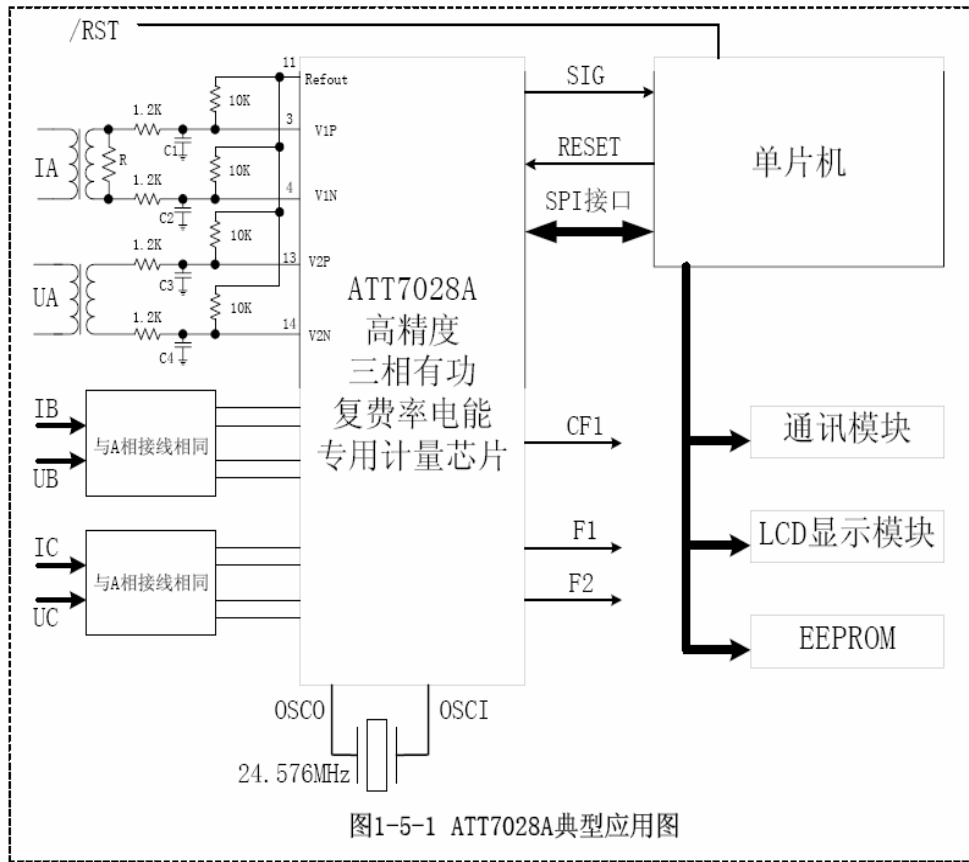 /RST
11
Refout
SIG
10K
1.2K
3
V1P
C1
RESET
单片机
IA
R
10K
1.2K
4
V1N
SPI接口
C2
10K
1.2K
13
V2P
C3
UA
ATT7028A
10K
1.2K
14
V2N
高精度
C4
三相有功
复费率电能
专用计量芯片
IB
与A相接线相同
UB
CF1
通讯模块
IC
与A相接线相同
UC
F1
F2
LCD显示模块
EEPROM
OSCO
OSCI
24.576MHz
图1-5-1 ATT7028A典型应用图